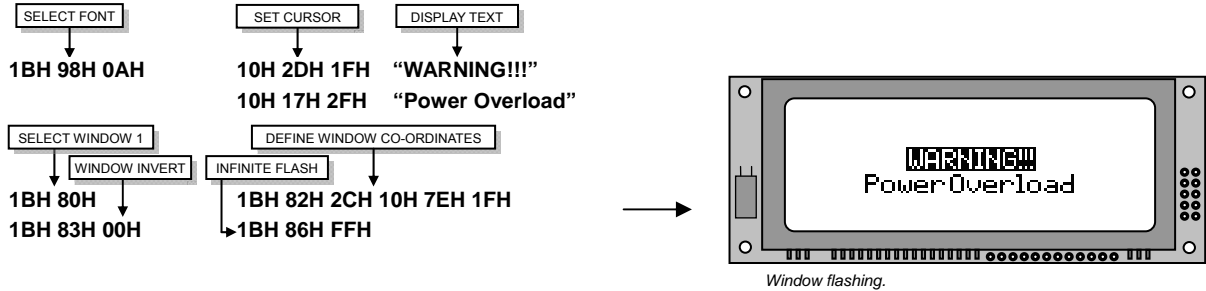 SELECT FONT SET CURSOR DISPLAY TEXT
1BH 98H 0AH 10H 2DH 1FH “WARNING!!!”
10H 17H 2FH “Power Overload”
SELECT WINDOW 1 DEFINE WINDOW CO-ORDINATES
WINDOW INVERT INFINITE FLASH
1BH 80H 1BH 82H 2CH 10H 7EH 1FH
1BH 83H 00H 1BH 86H FFH
WARNING!!!
Power Overload
Window flashing.